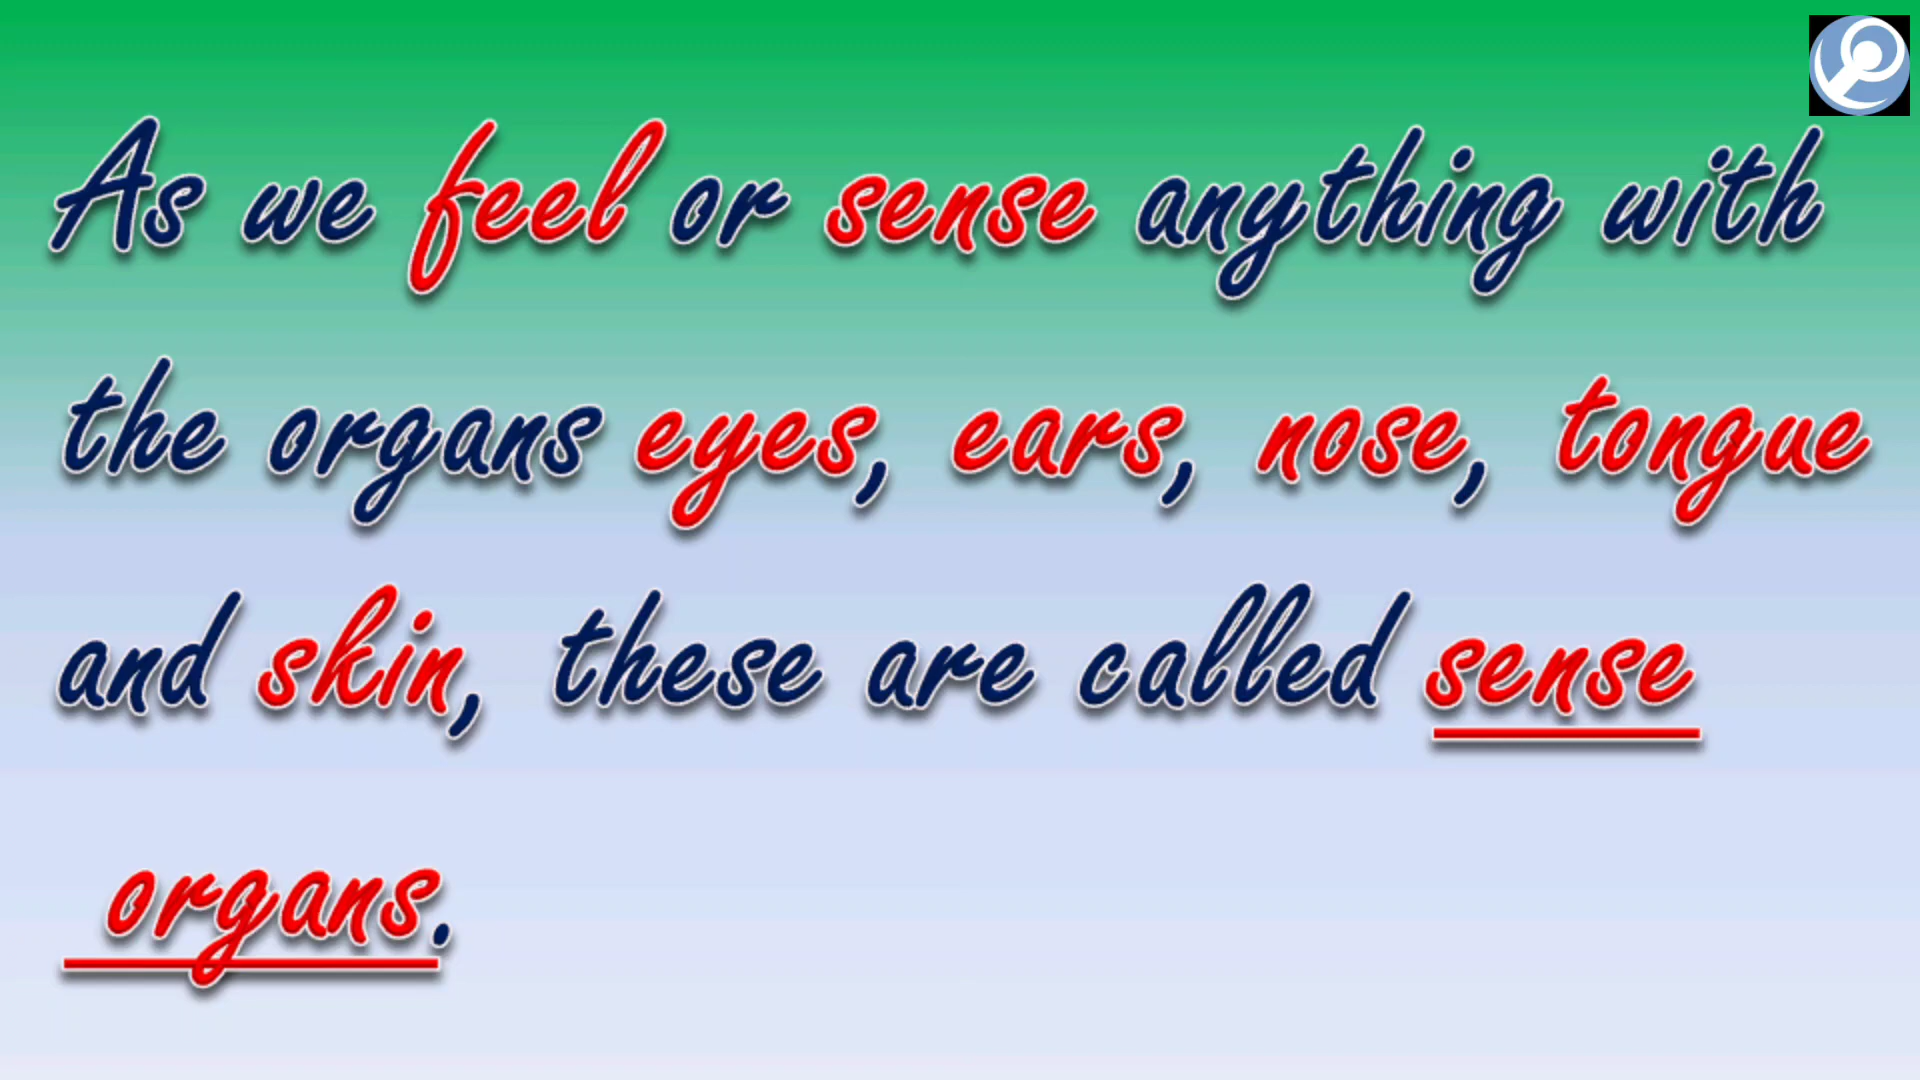 As we feel or sense anything with
the organs eyes, ears, nose, tongue
and skin, these are called sense
organs.